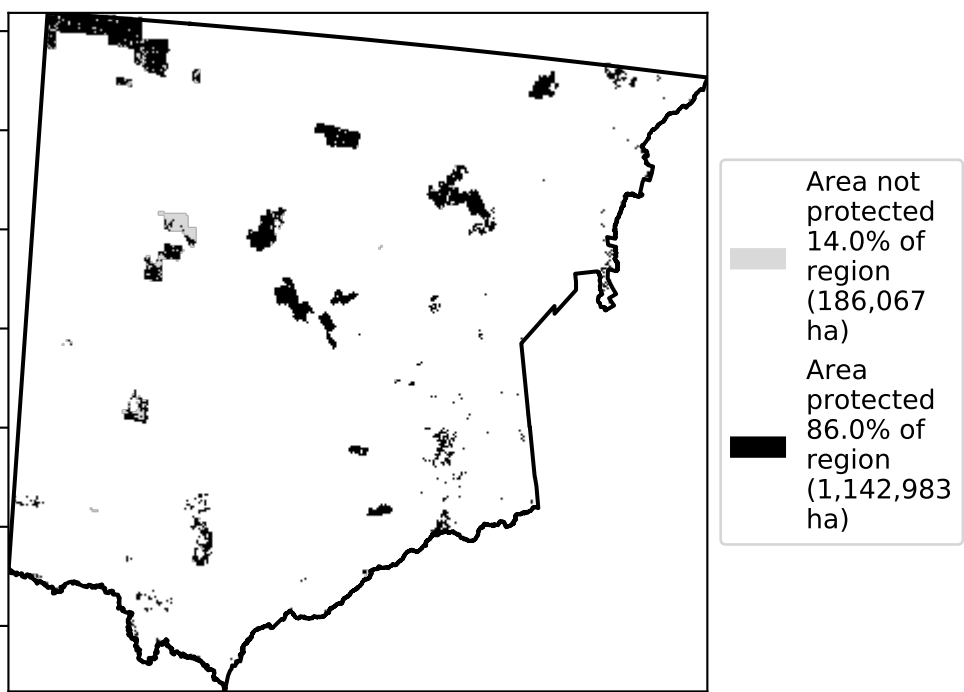 Area not
protected
14.0% of
region
(186,067
ha)
Area
protected
86.0% of
region
(1,142,983
ha)